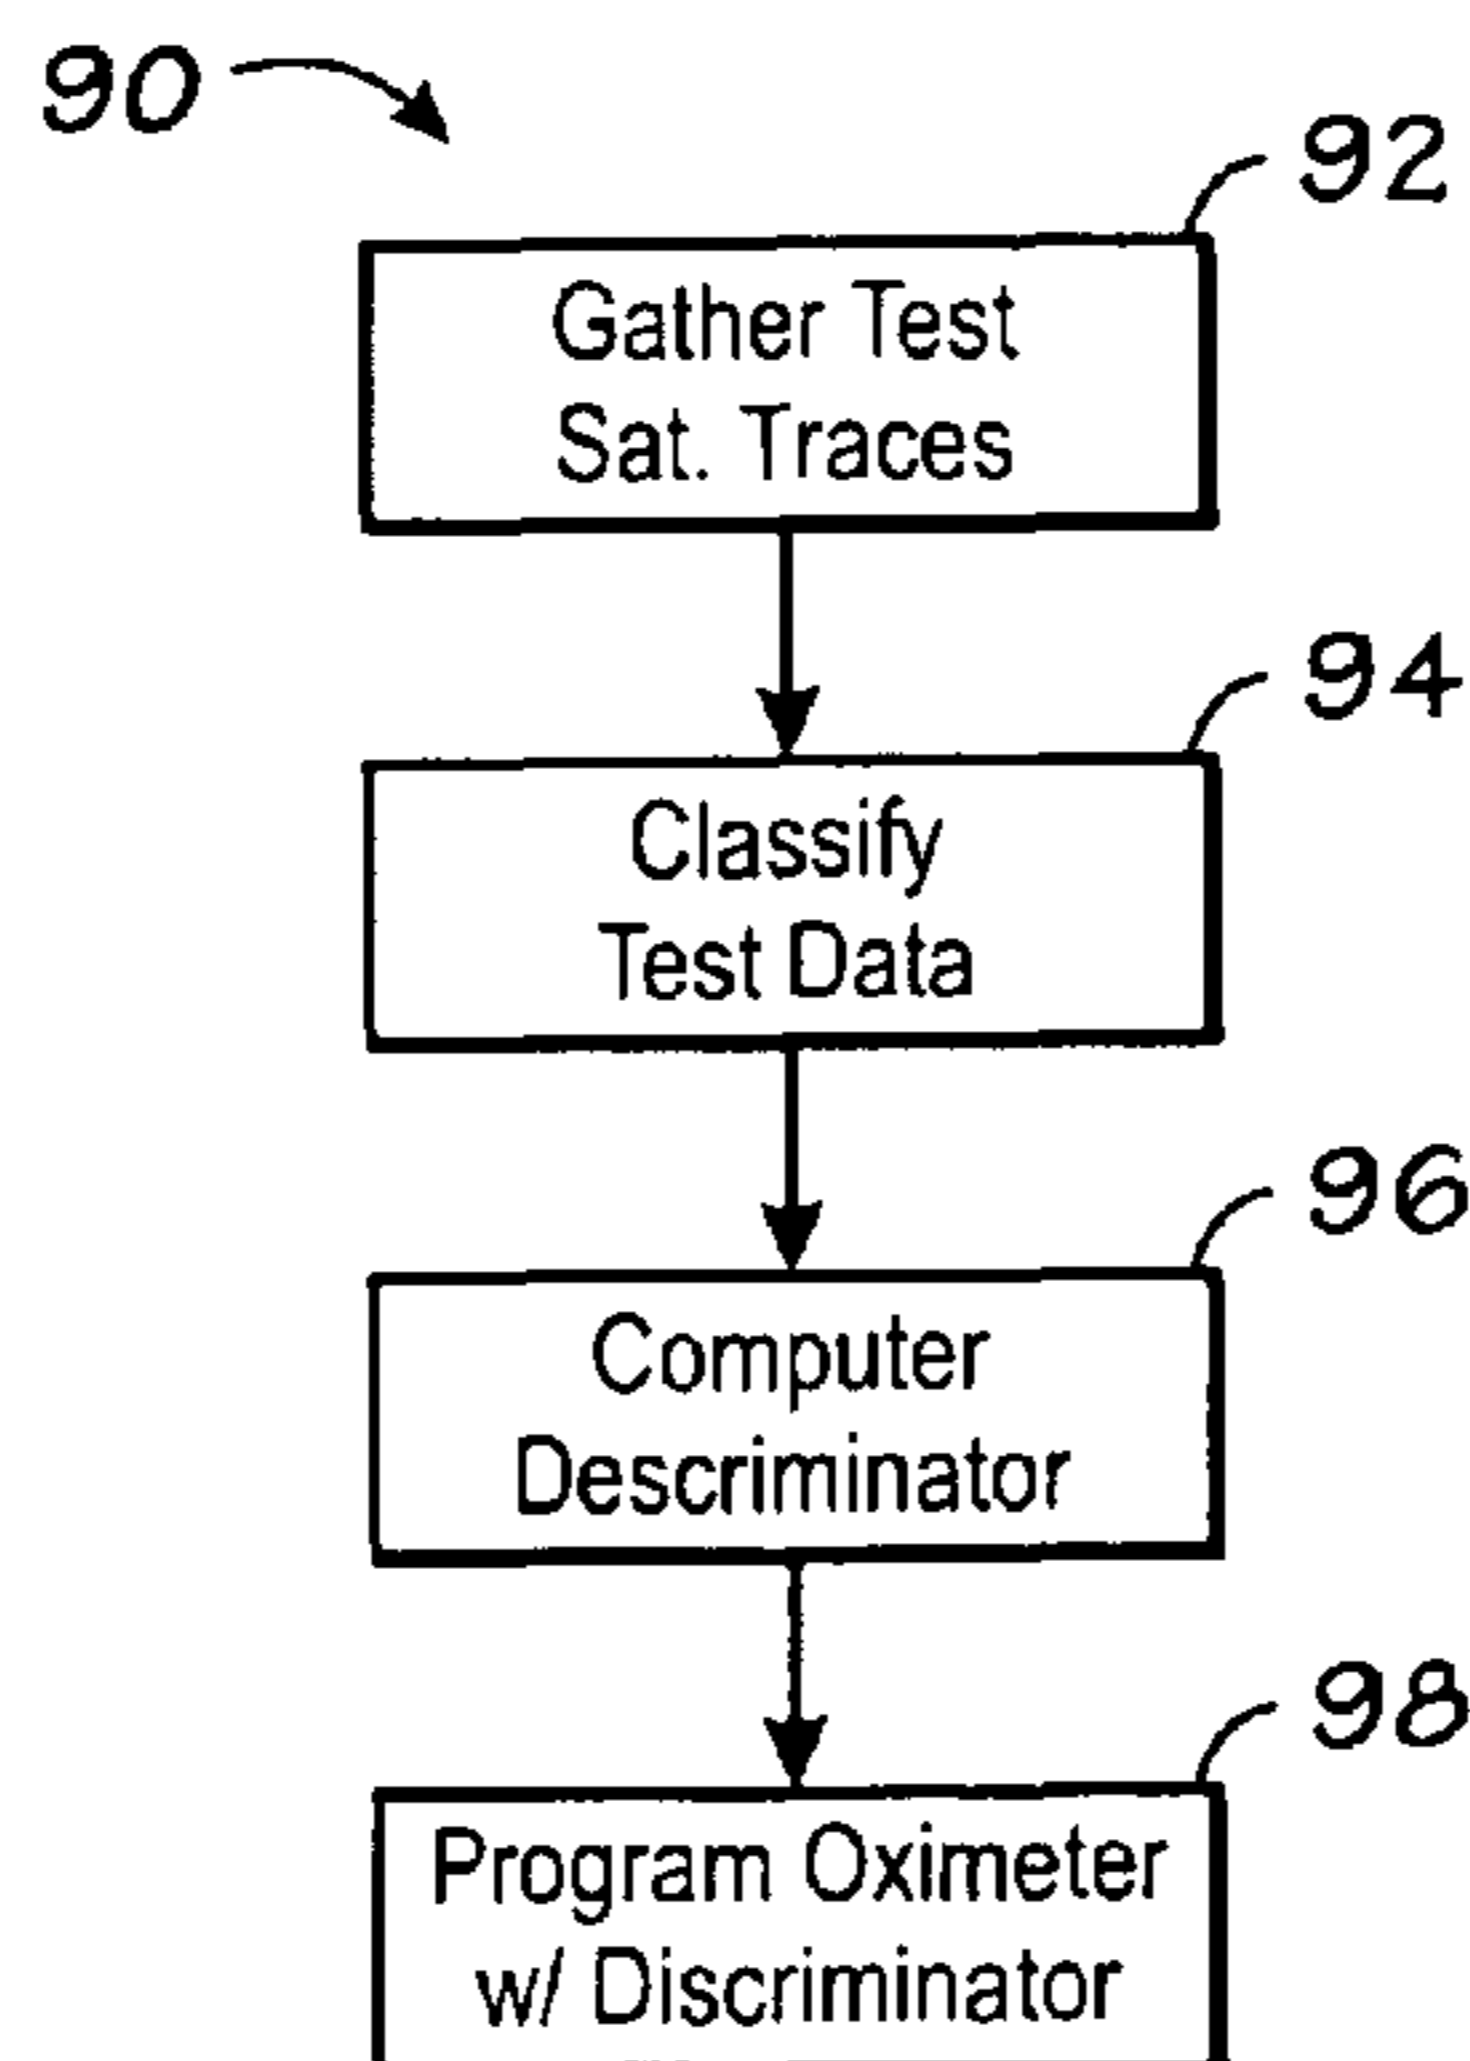 90
92
Gather Test
Sat. Traces
94
Classify
Test Data
96
Computer
Descriminator
98
Program Oximeter
w/ Discriminator